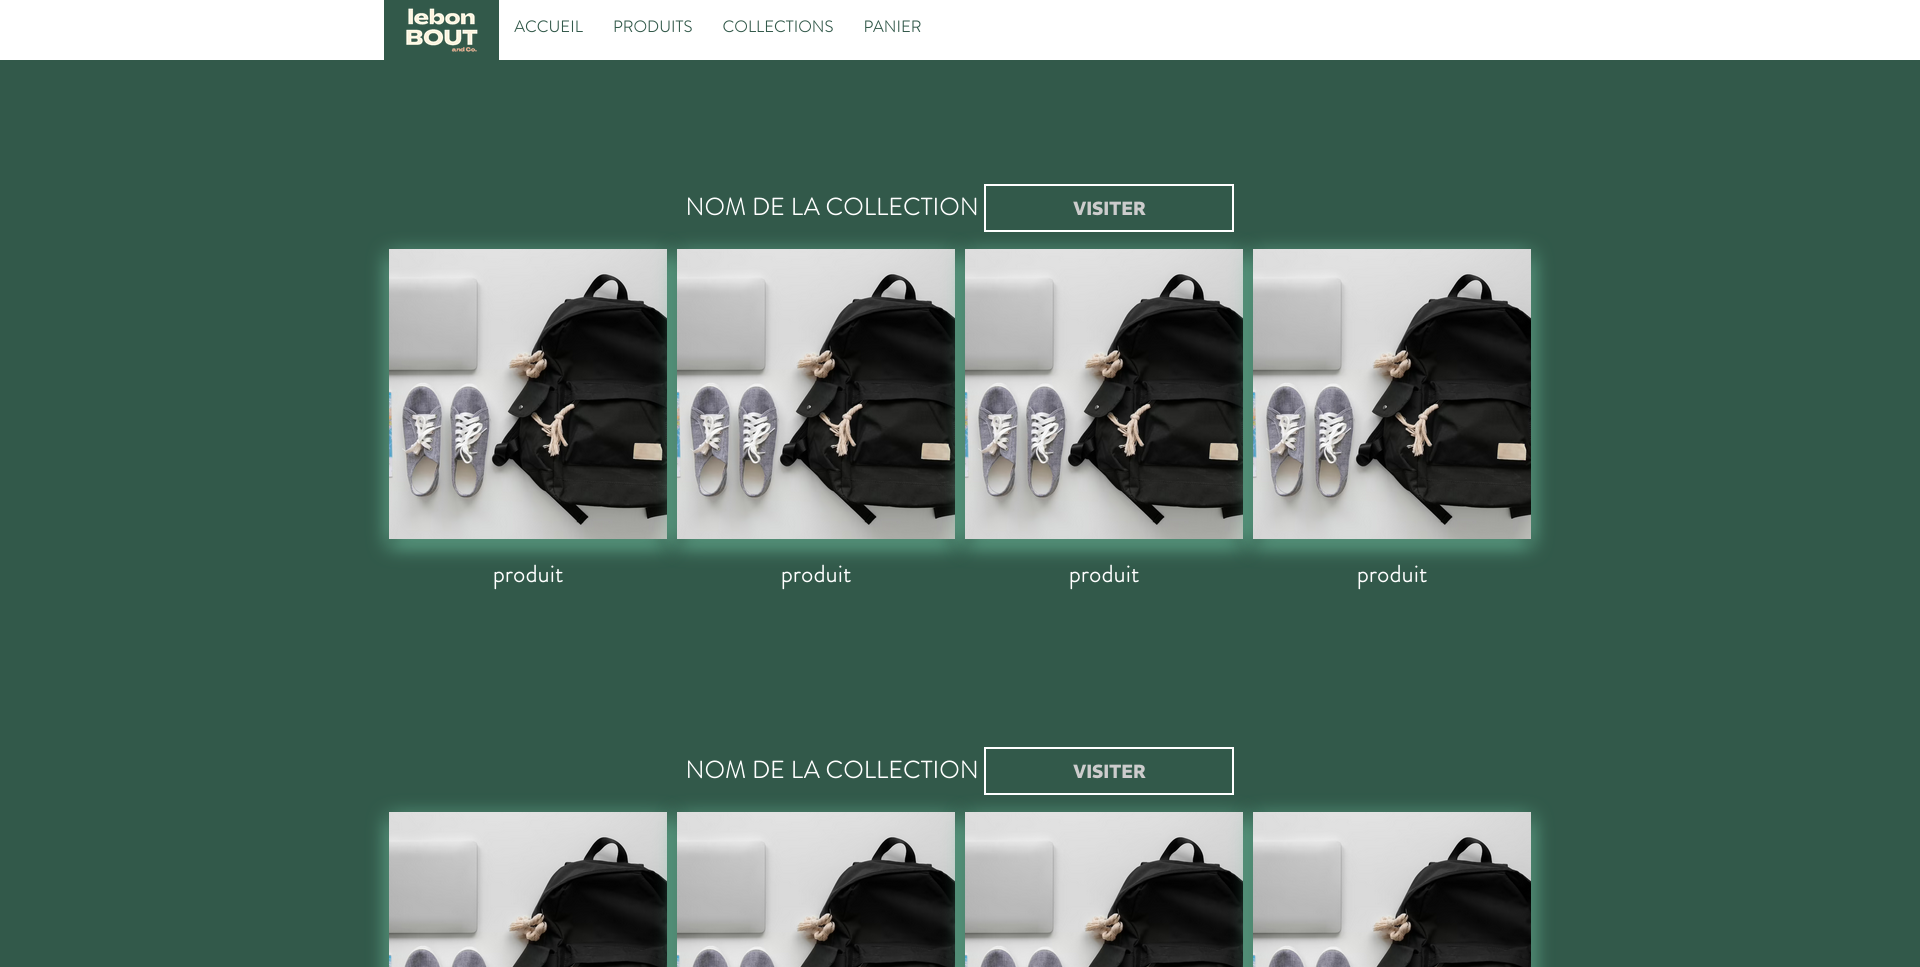 lebon
BOUT
and Co.
ACCUEIL PRODUITS COLLECTIONS PANIER
NOM DE LA COLLECTION VISITER
produit produit produit produit
NOM DE LA COLLECTION VISITER